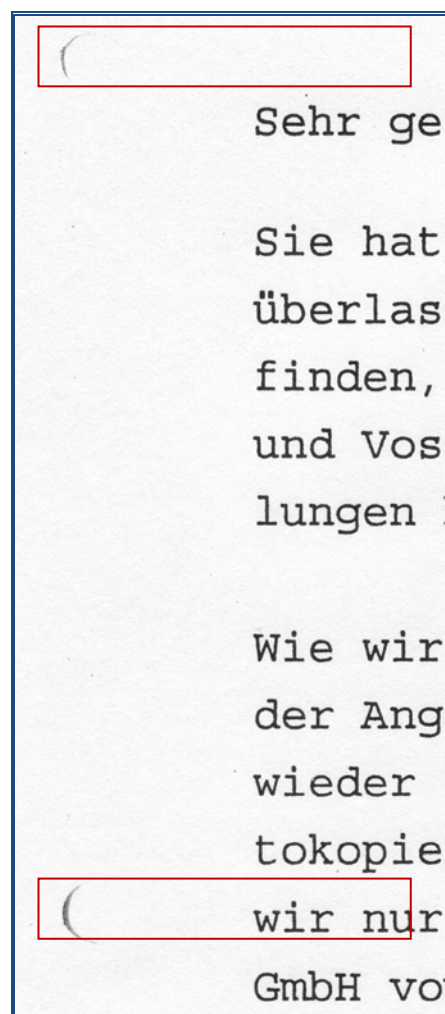 Sehr ge
Sie hat
überlas
finden,
und Vos
lungen
Wie wir
der Ang
wieder
tokopie
wir nur
GmbH vo